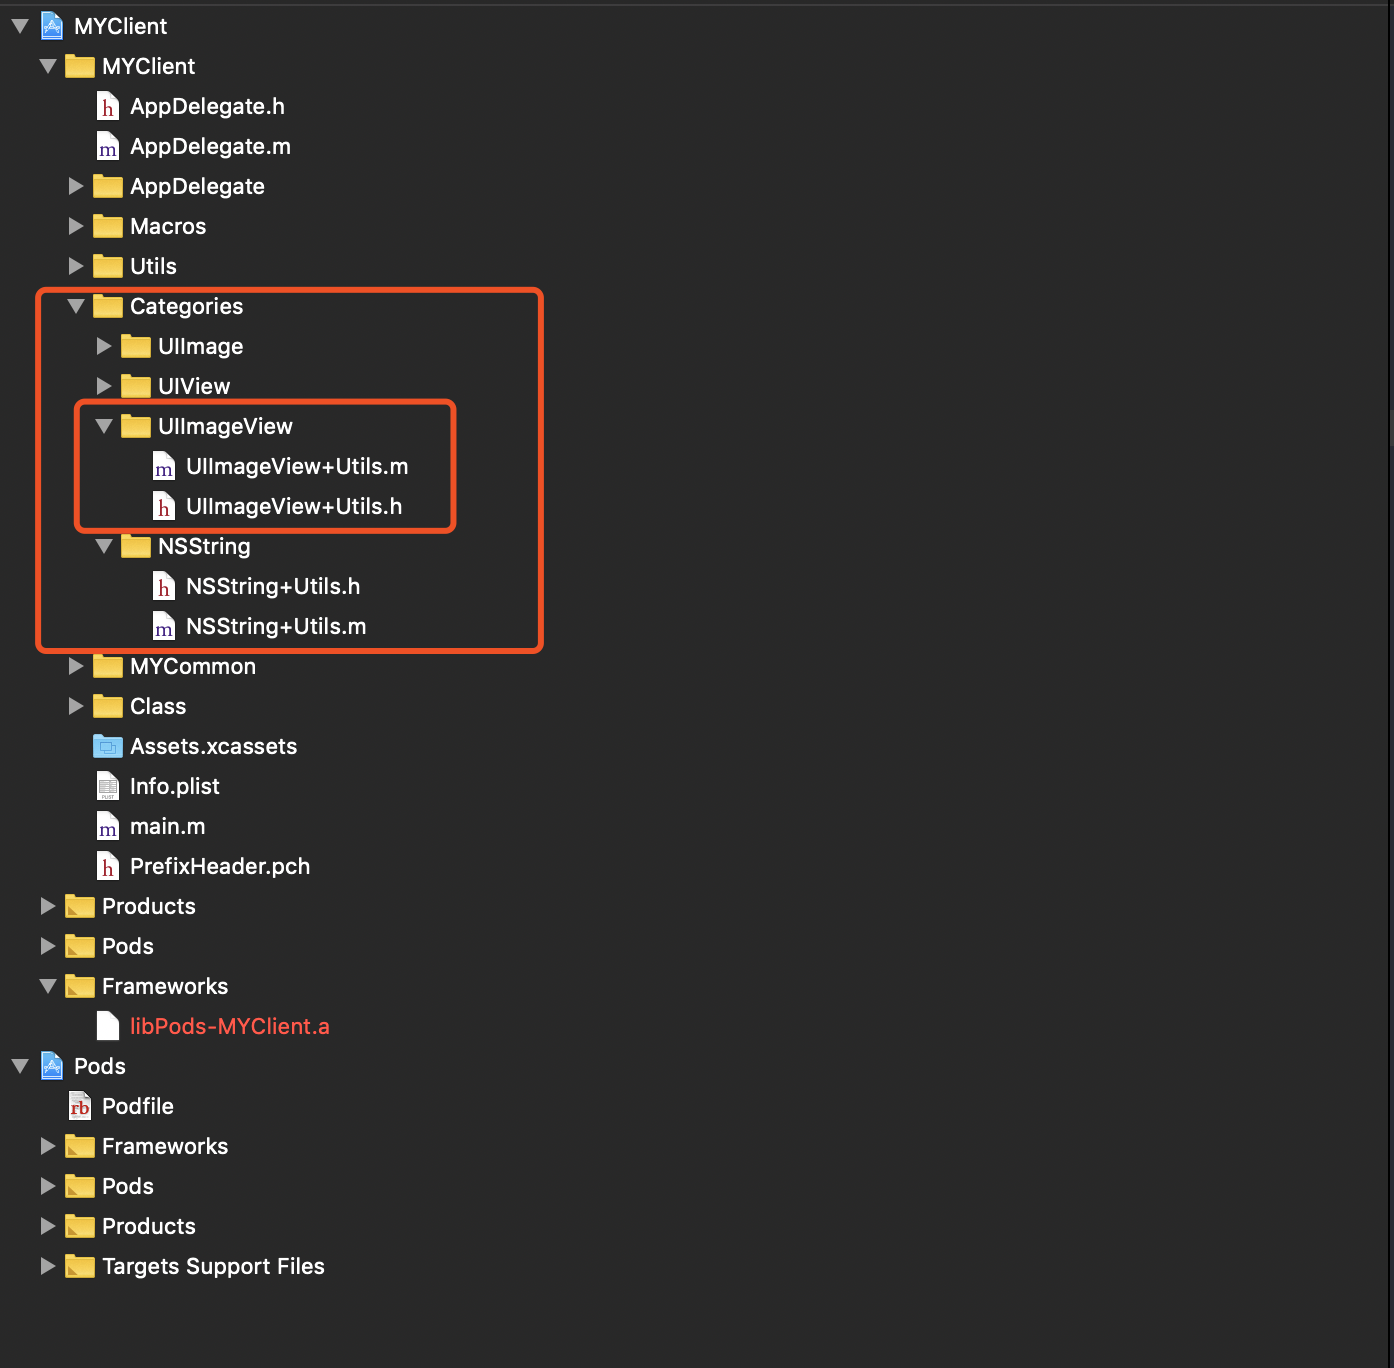 MYClient
MYClient
h AppDelegate.h
m AppDelegate.m
AppDelegate
Macros
Utils
Categories
UIImage
UIView
UIImageView
m UIImageView+Utils.m
h UIImageView+Utils.h
NSString
h NSString+Utils.h
m NSString+Utils.m
MYCommon
Class
Assets.xcassets
PLIST Info.plist
m main.m
h PrefixHeader.pch
Products
Pods
Frameworks
libPods-MYClient.a
Pods
rb Podfile
Frameworks
Pods
Products
Targets Support Files